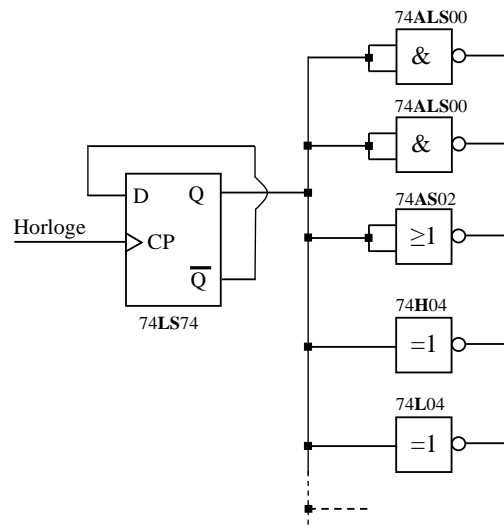 74ALS00
&
74ALS00
&
D Q
74AS02
Horloge
CP
≥1
Q̅
74LS74
74H04
=1
74L04
=1